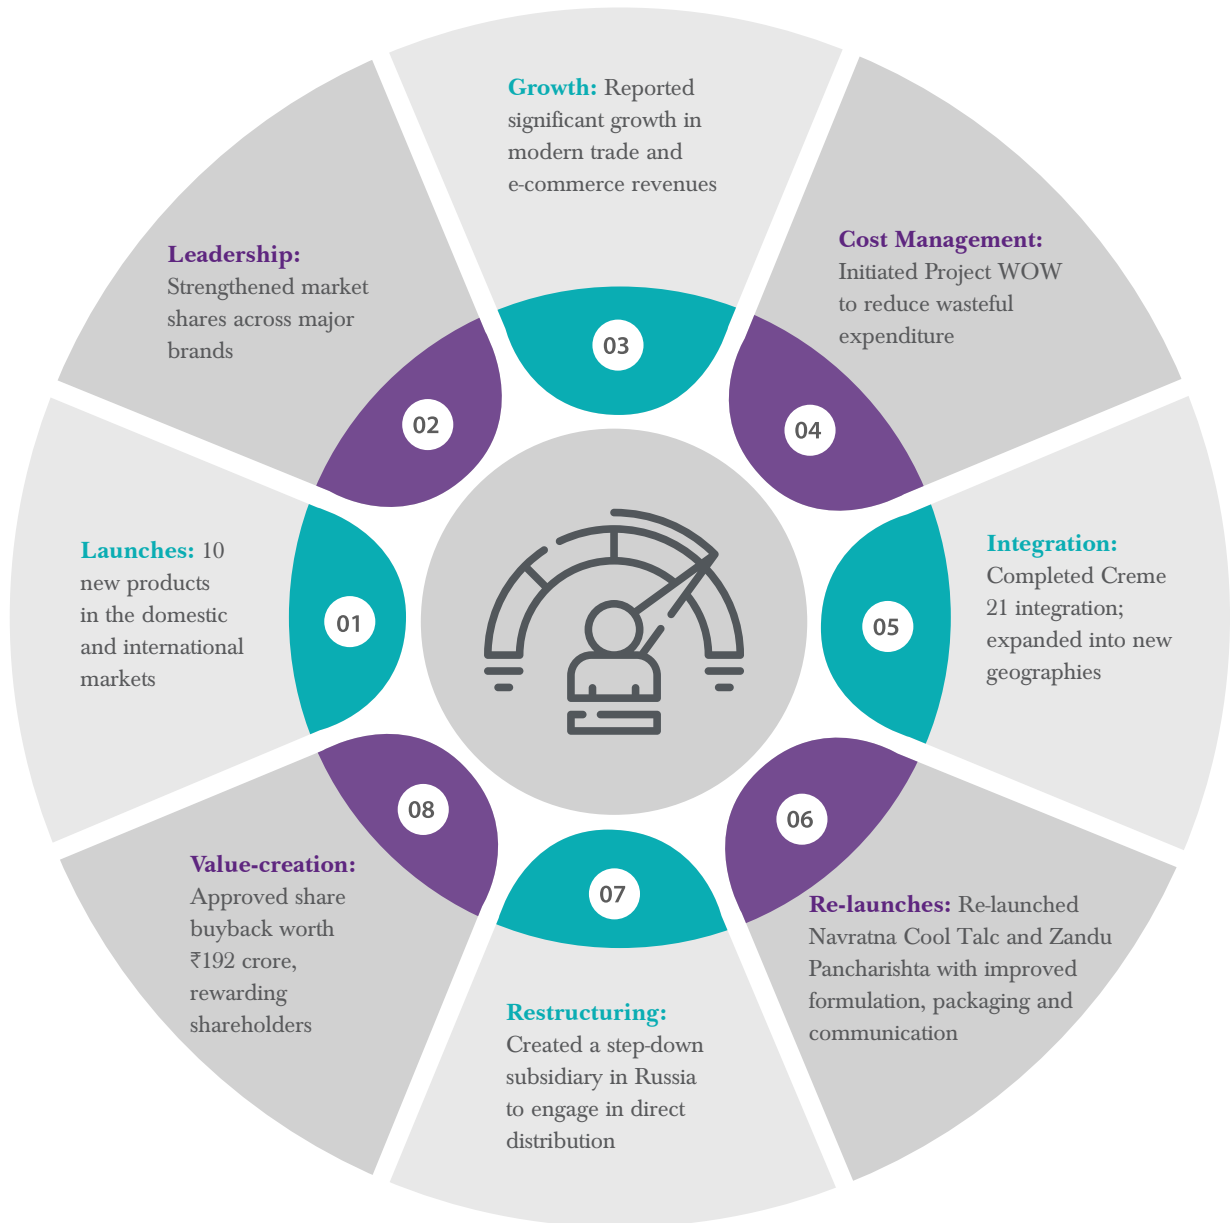 01
Launches: 10
new products
in the domestic
and international
markets
02
Leadership:
Strengthened market
shares across major
brands
03
Growth: Reported
significant growth in
modern trade and
e-commerce revenues
04
Cost Management:
Initiated Project WOW
to reduce wasteful
expenditure
05
Integration:
Completed Creme
21 integration;
expanded into new
geographies
06
Re-launches: Re-launched
Navratna Cool Talc and Zandu
Pancharishta with improved
formulation, packaging and
communication
07
Restructuring:
Created a step-down
subsidiary in Russia
to engage in direct
distribution
08
Value-creation:
Approved share
buyback worth
₹192 crore,
rewarding
shareholders